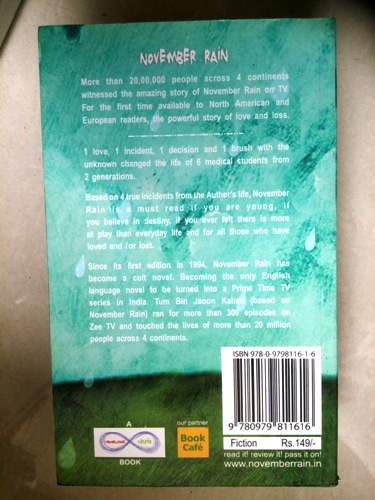 NOVEMBER RAIN
More than 20,00,000 people across 4 continents
witnessed the amazing story of November Rain on TV.
For the first time available to North American and
European readers, the powerful story of love and loss.
1 love, 1 incident, 1 decision and 1 brush with the
unknown changed the life of 6 medical students from
2 generations.
Based on 4 true incidents from the Author's life, November
Rain is a must read if you are young, if
you believe in destiny, if you ever felt there is more
at play than everyday life and for all those who have
loved and /or lost.
Since its first edition in 1994, November Rain has
become a cult novel. Becoming the only English
language novel to be turned into a Prime Time TV
series in India. Tum Bin Jaoon Kahan (based on
November Rain) ran for more than 300 episodes on
Zee TV and touched the lives of more than 20 million
people across 4 continents.
ISBN 978-0-9798116-1-6
9 780979 811616
Fiction Rs.149/-
read it! review it! pass it on!
www.novemberrain.in
A
BOOK
our partner
Book
Café